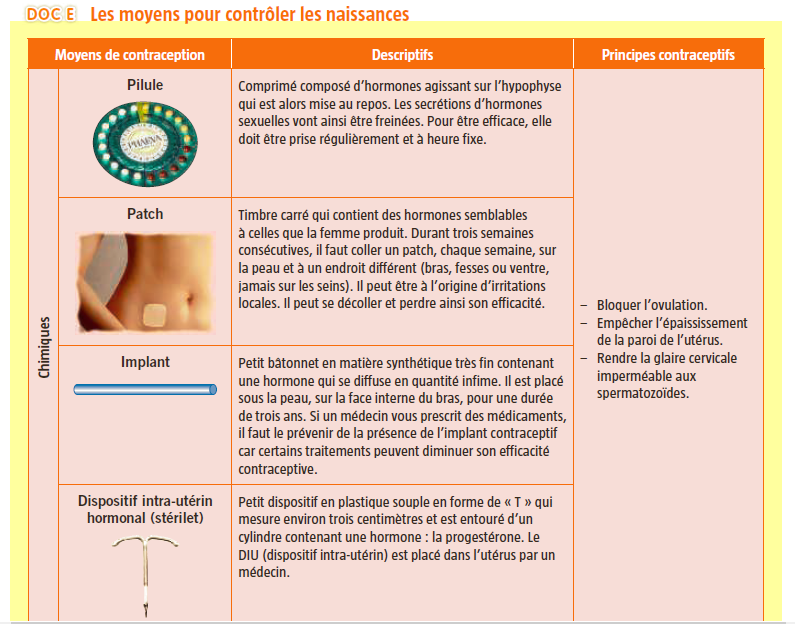 DOC E Les moyens pour contrôler les naissances
Moyens de contraception
Descriptifs
Principes contraceptifs
Chimiques
Pilule
PHARMA
Comprimé composé d'hormones agissant sur l'hypophyse
qui est alors mise au repos. Les secrétions d'hormones
sexuelles vont ainsi être freinées. Pour être efficace, elle
doit être prise régulièrement et à heure fixe.
Patch
Timbre carré qui contient des hormones semblables
à celles que la femme produit. Durant trois semaines
consécutives, il faut coller un patch, chaque semaine, sur
la peau et à un endroit différent (bras, fesses ou ventre,
jamais sur les seins). Il peut être à l'origine d'irritations
locales. Il peut se décoller et perdre ainsi son efficacité.
Implant
Petit bâtonnet en matière synthétique très fin contenant
une hormone qui se diffuse en quantité infime. Il est placé
sous la peau, sur la face interne du bras, pour une durée
de trois ans. Si un médecin vous prescrit des médicaments,
il faut le prévenir de la présence de l'implant contraceptif
car certains traitements peuvent diminuer son efficacité
contraceptive.
Dispositif intra-utérin
hormonal (stérilet)
Petit dispositif en plastique souple en forme de « T » qui
mesure environ trois centimètres et est entouré d'un
cylindre contenant une hormone : la progestérone. Le
DIU (dispositif intra-utérin) est placé dans l'utérus par un
médecin.
– Bloquer l'ovulation.
– Empêcher l'épaississement
de la paroi de l'utérus.
– Rendre la glaire cervicale
imperméable aux
spermatozoïdes.